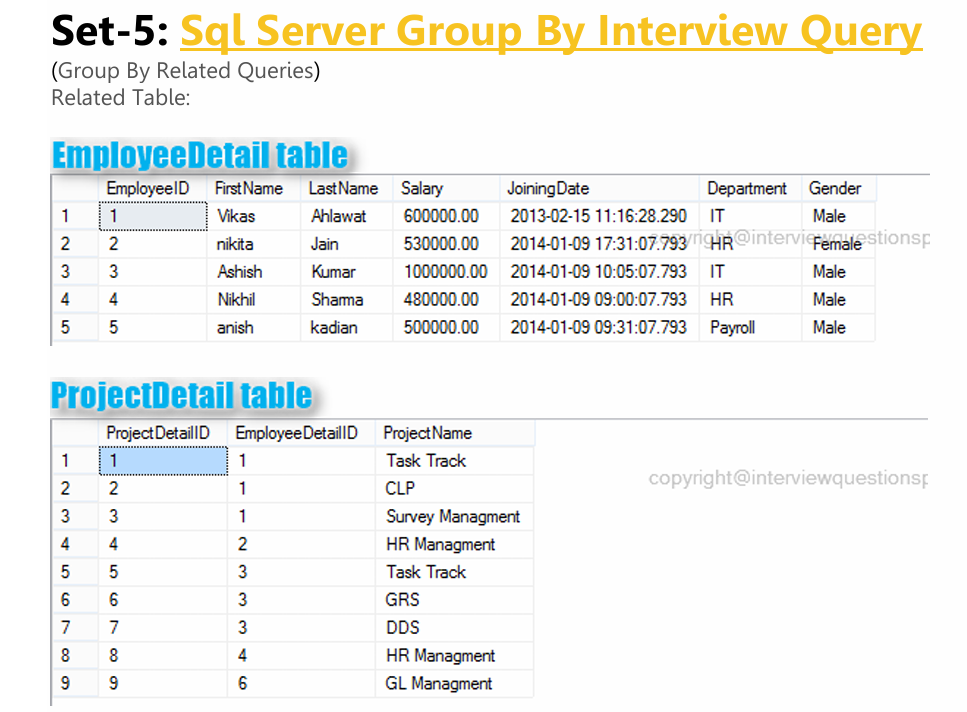 Set-5: Sql Server Group By Interview Query
(Group By Related Queries)
Related Table:
EmployeeDetail table
EmployeeID FirstName LastName Salary JoiningDate Department Gender
1 1 Vikas Ahlawat 600000.00 2013-02-15 11:16:28.290 IT Male
2 2 nikita Jain 530000.00 2014-01-09 17:31:07.793 HR Female
copyright@interviewquestionsp
3 3 Ashish Kumar 1000000.00 2014-01-09 10:05:07.793 IT Male
4 4 Nikhil Sharma 480000.00 2014-01-09 09:00:07.793 HR Male
5 5 anish kadian 500000.00 2014-01-09 09:31:07.793 Payroll Male
ProjectDetail table
ProjectDetailID EmployeeDetailID ProjectName
1 1 1 Task Track
copyright@interviewquestionsp
2 2 1 CLP
3 3 1 Survey Managment
4 4 2 HR Managment
5 5 3 Task Track
6 6 3 GRS
7 7 3 DDS
8 8 4 HR Managment
9 9 6 GL Managment